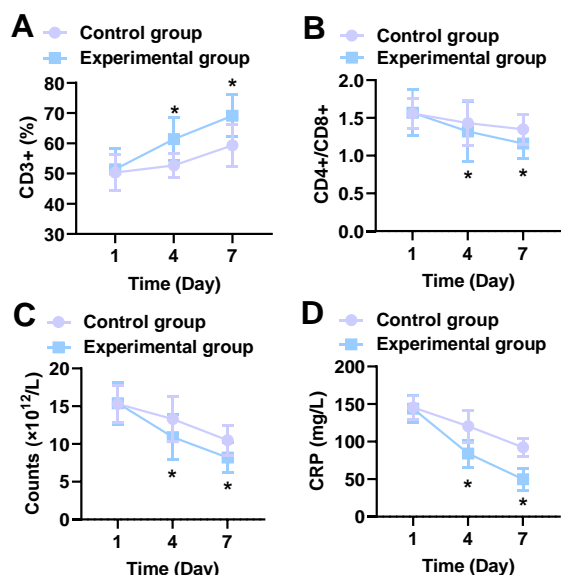 A
Control group
Experimental group
CD3+ (%)
80
70
60
50
40
30
*
*
1 4 7
Time (Day)
B
Control group
Experimental group
CD4+/CD8+
2.0
1.5
1.0
0.5
0.0
*
*
1 4 7
Time (Day)
C
Control group
Experimental group
Counts (×10¹²/L)
20
15
10
5
0
*
*
1 4 7
Time (Day)
D
Control group
Experimental group
CRP (mg/L)
200
150
100
50
0
*
*
1 4 7
Time (Day)